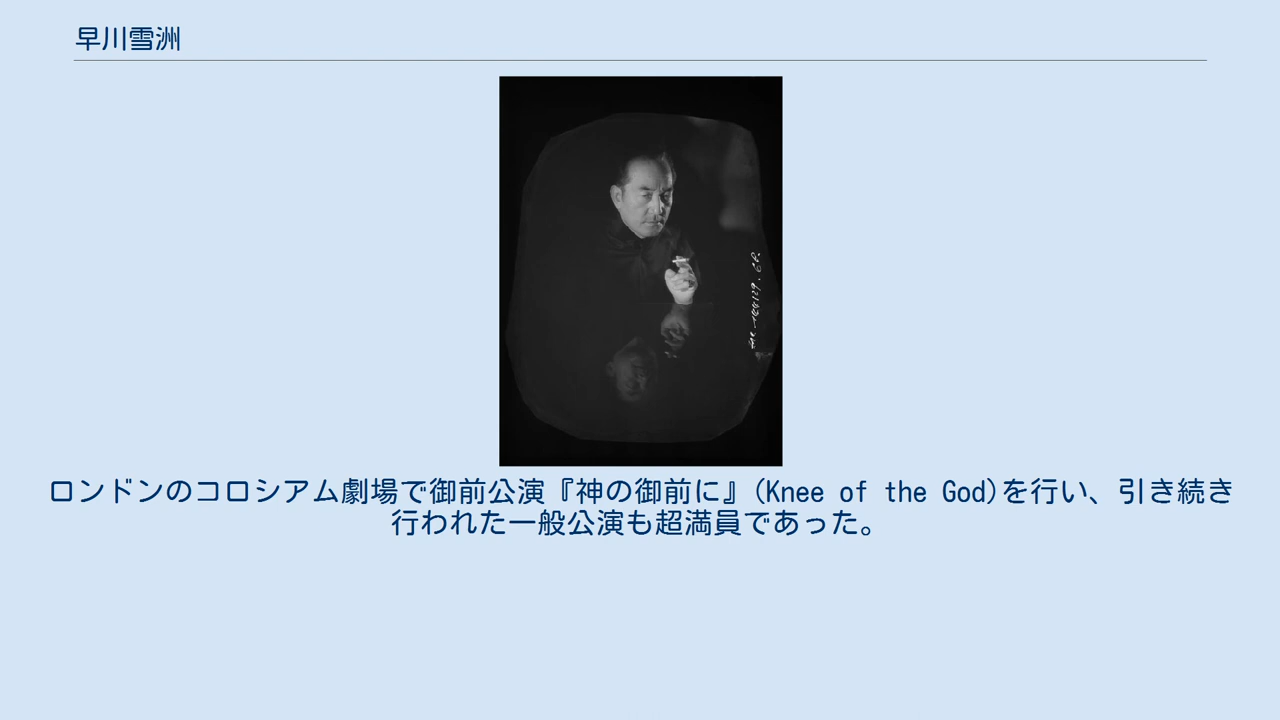 早川雪洲
ロンドンのコロシアム劇場で御前公演『神の御前に』(Knee of the God)を行い、引き続き
行われた一般公演も超満員であった。